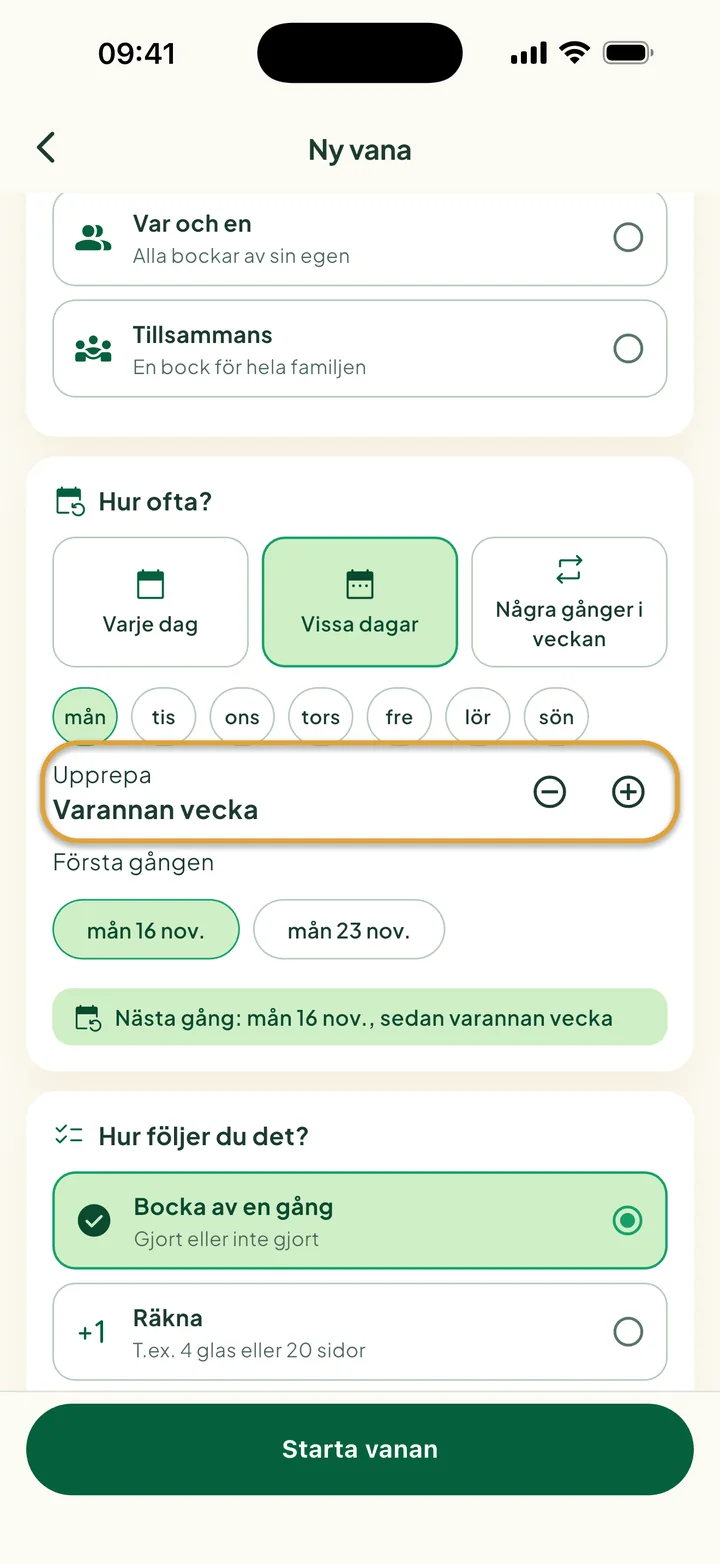 09:41
Ny vana
Var och en
Alla bockar av sin egen
Tillsammans
En bock för hela familjen
Hur ofta?
Varje dag
Vissa dagar
Några gånger i
veckan
mån tis ons tors fre lör sön
Upprepa
Varannan vecka
Första gången
mån 16 nov. mån 23 nov.
Nästa gång: mån 16 nov., sedan varannan vecka
Hur följer du det?
Bocka av en gång
Gjort eller inte gjort
+1
Räkna
T.ex. 4 glas eller 20 sidor
Starta vanan